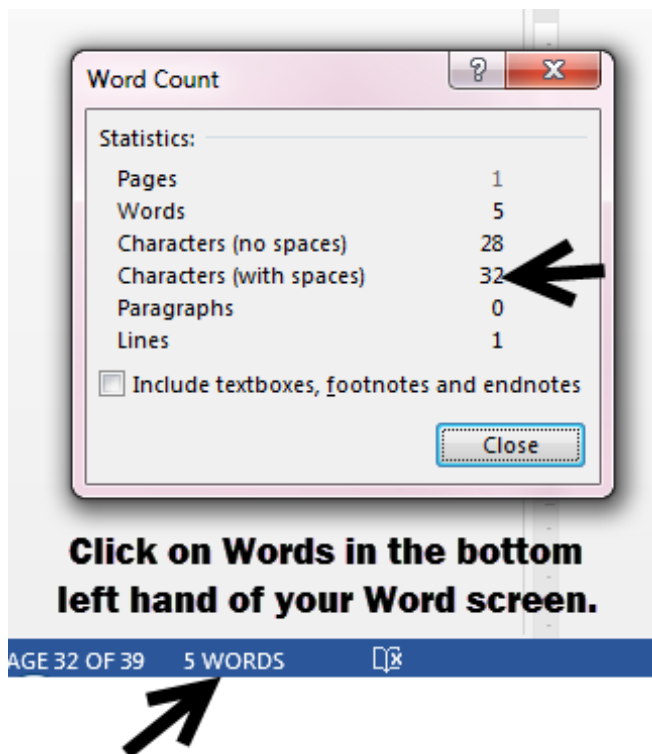 Word Count
Statistics:
Pages 1
Words 5
Characters (no spaces) 28
Characters (with spaces) 32
Paragraphs 0
Lines 1
Include textboxes, footnotes and endnotes
Close
Click on Words in the bottom
left hand of your Word screen.
AGE 32 OF 39 5 WORDS